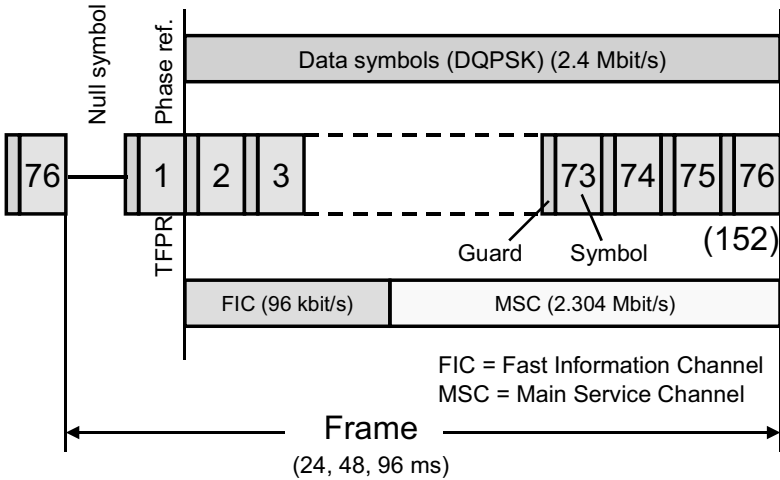 Null symbol
Phase ref.
Data symbols (DQPSK) (2.4 Mbit/s)
76 1 2 3 73 74 75 76
TFPR
Guard Symbol (152)
FIC (96 kbit/s) MSC (2.304 Mbit/s)
FIC = Fast Information Channel
MSC = Main Service Channel
Frame
(24, 48, 96 ms)